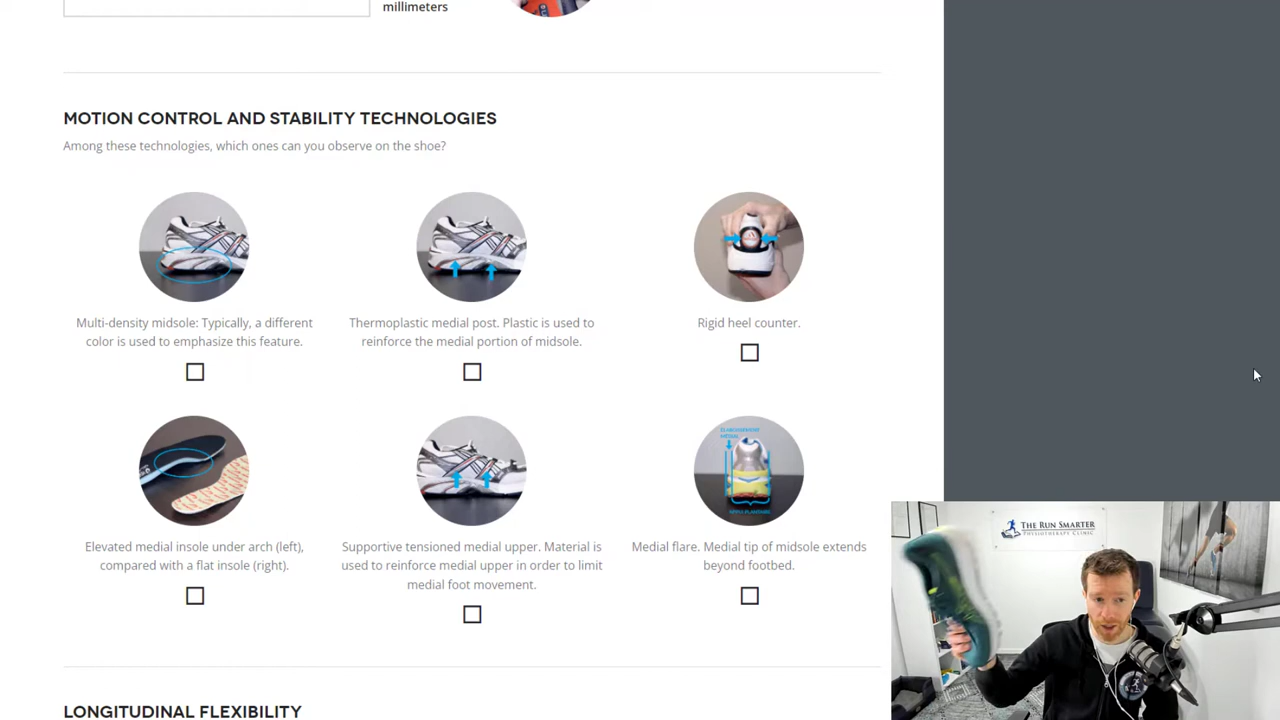 millimeters
MOTION CONTROL AND STABILITY TECHNOLOGIES
Among these technologies, which ones can you observe on the shoe?
Multi-density midsole: Typically, a different
color is used to emphasize this feature.
Thermoplastic medial post. Plastic is used to
reinforce the medial portion of midsole.
Rigid heel counter.
Elevated medial insole under arch (left),
compared with a flat insole (right).
Supportive tensioned medial upper. Material is
used to reinforce medial upper in order to limit
medial foot movement.
Medial flare. Medial tip of midsole extends
beyond footbed.
THE RUN SMARTER
PHYSIOTHERAPY CLINIC
LONGITUDINAL FLEXIBILITY